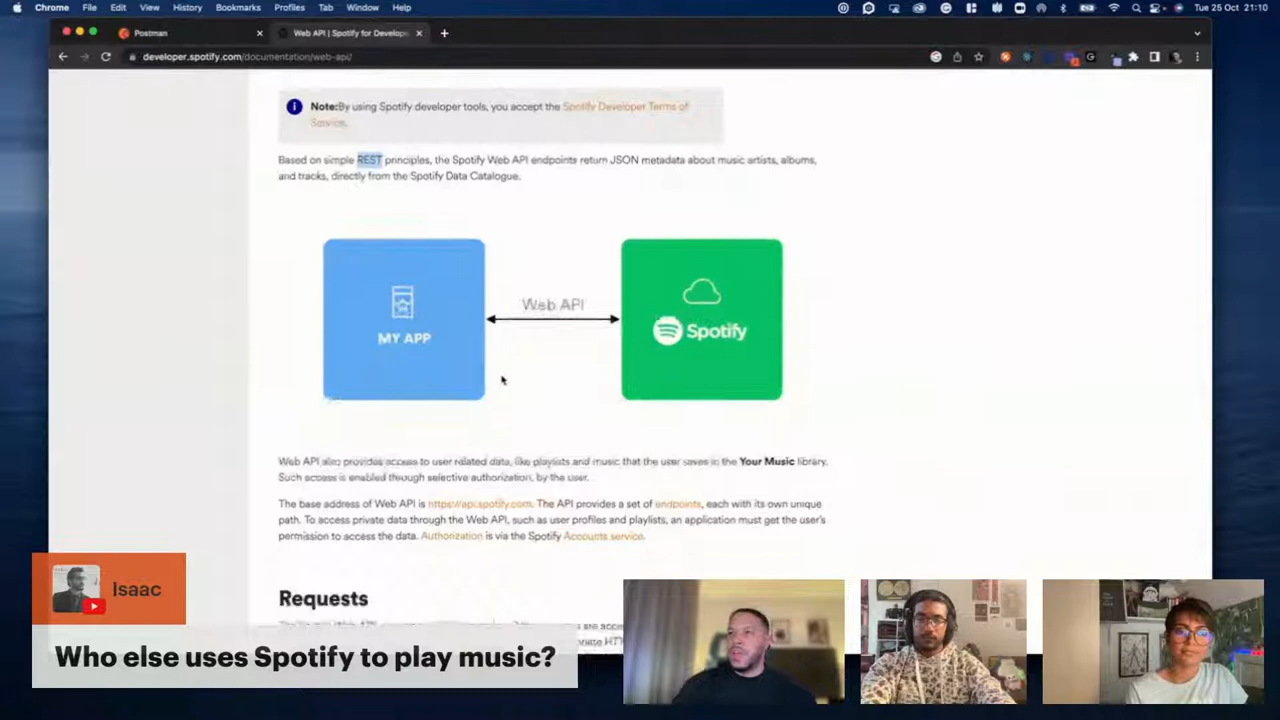 Chrome File Edit View History Bookmarks Profiles Tab Window Help
Tue 25 Oct 21:10
Postman
Web API | Spotify for Develope
developer.spotify.com/documentation/web-api/
Note:By using Spotify developer tools, you accept the Spotify Developer Terms of
Service.
Based on simple REST principles, the Spotify Web API endpoints return JSON metadata about music artists, albums,
and tracks, directly from the Spotify Data Catalogue.
Web API
MY APP
Spotify
Web API also provides access to user related data, like playlists and music that the user saves in the Your Music library.
Such access is enabled through selective authorization, by the user.
The base address of Web API is https://api.spotify.com. The API provides a set of endpoints, each with its own unique
path. To access private data through the Web API, such as user profiles and playlists, an application must get the user's
permission to access the data. Authorization is via the Spotify Accounts service.
Requests
Isaac
Who else uses Spotify to play music?